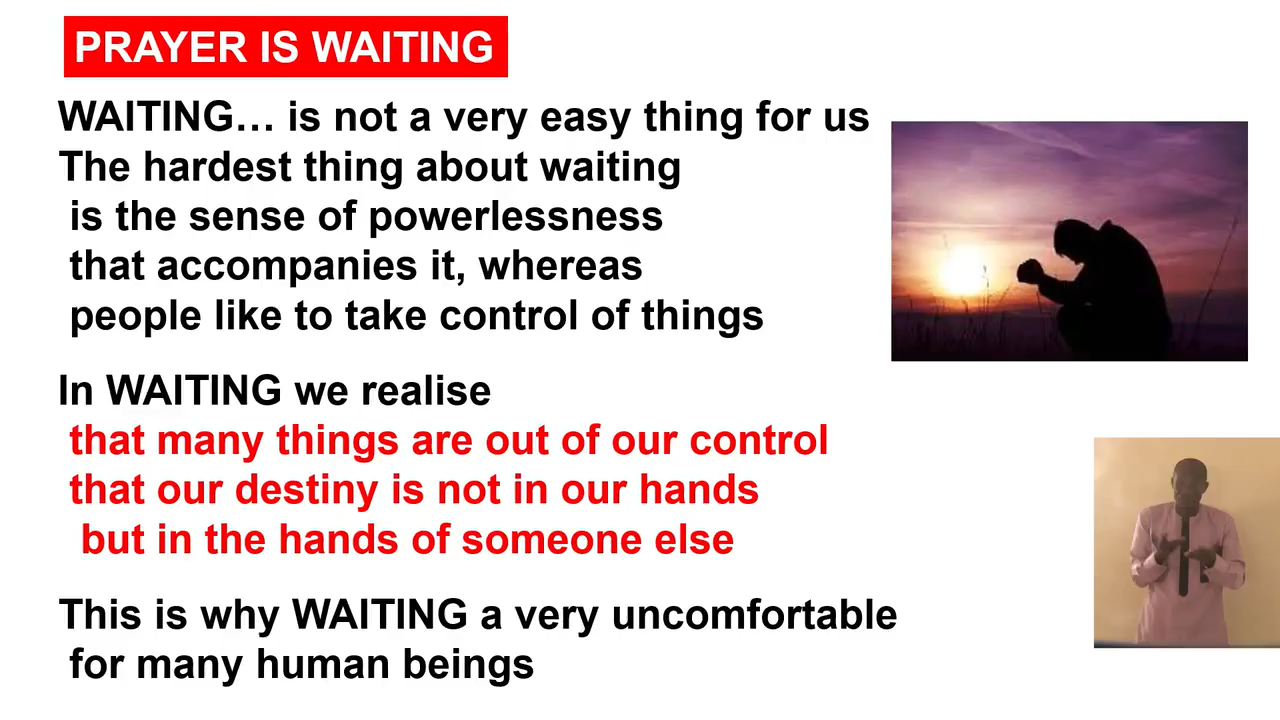 PRAYER IS WAITING
WAITING… is not a very easy thing for us
The hardest thing about waiting
is the sense of powerlessness
that accompanies it, whereas
people like to take control of things
In WAITING we realise
that many things are out of our control
that our destiny is not in our hands
but in the hands of someone else
This is why WAITING a very uncomfortable
for many human beings